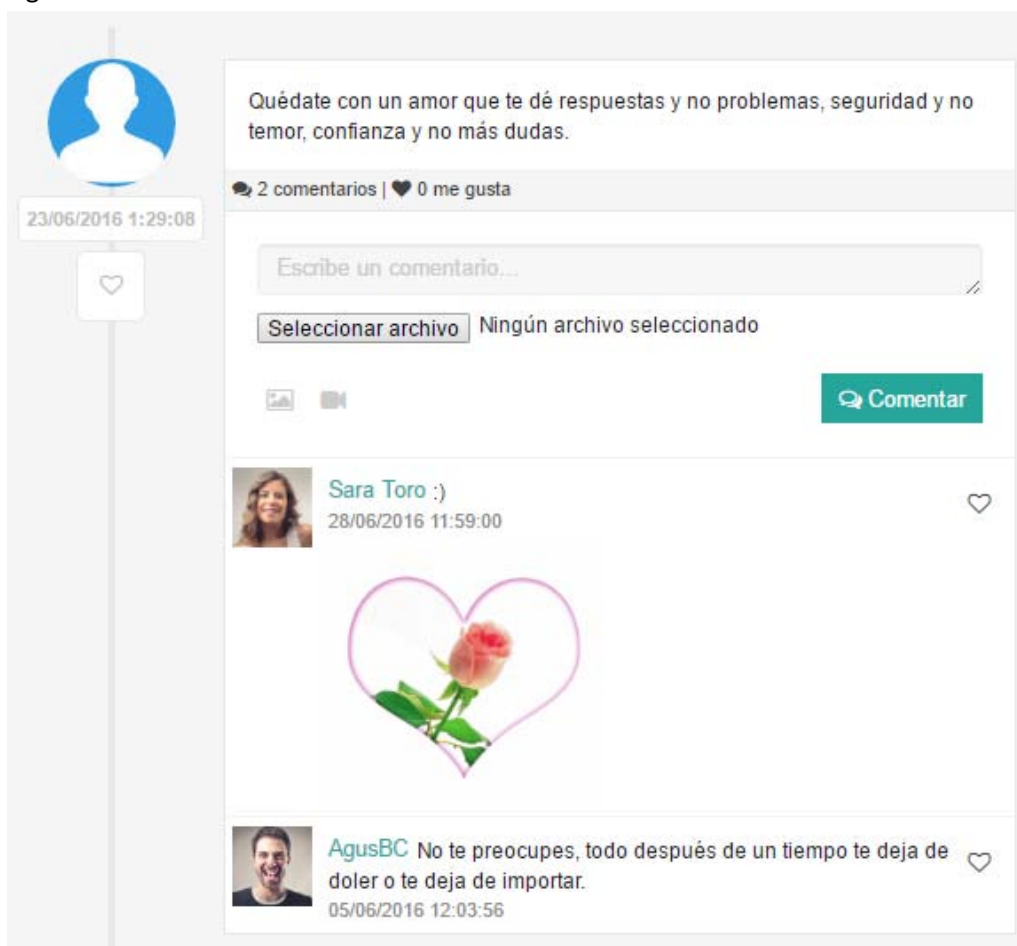 Quédate con un amor que te dé respuestas y no problemas, seguridad y no
temor, confianza y no más dudas.
2 comentarios | 0 me gusta
23/06/2016 1:29:08
Escribe un comentario...
Seleccionar archivo Ningún archivo seleccionado
Comentar
Sara Toro :)
28/06/2016 11:59:00
AgusBC No te preocupes, todo después de un tiempo te deja de
doler o te deja de importar.
05/06/2016 12:03:56